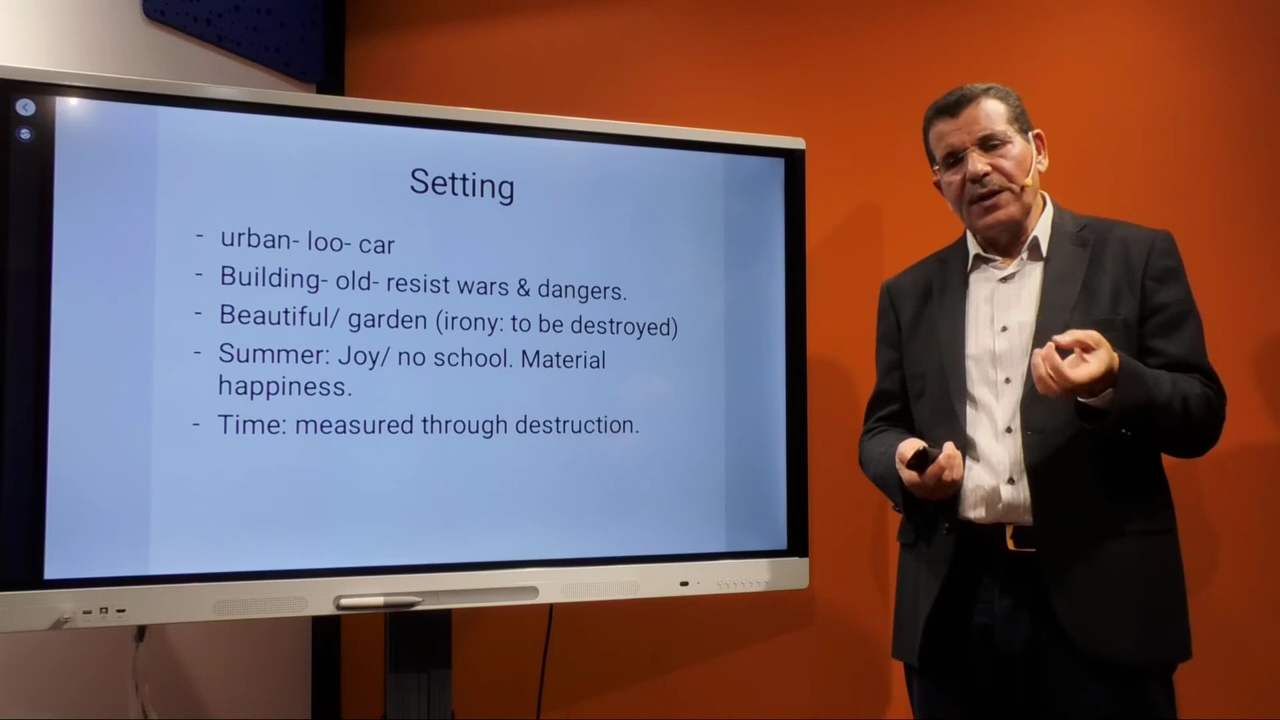 Setting
- urban- loo- car
- Building- old- resist wars & dangers.
- Beautiful/ garden (irony: to be destroyed)
- Summer: Joy/ no school. Material
happiness.
- Time: measured through destruction.